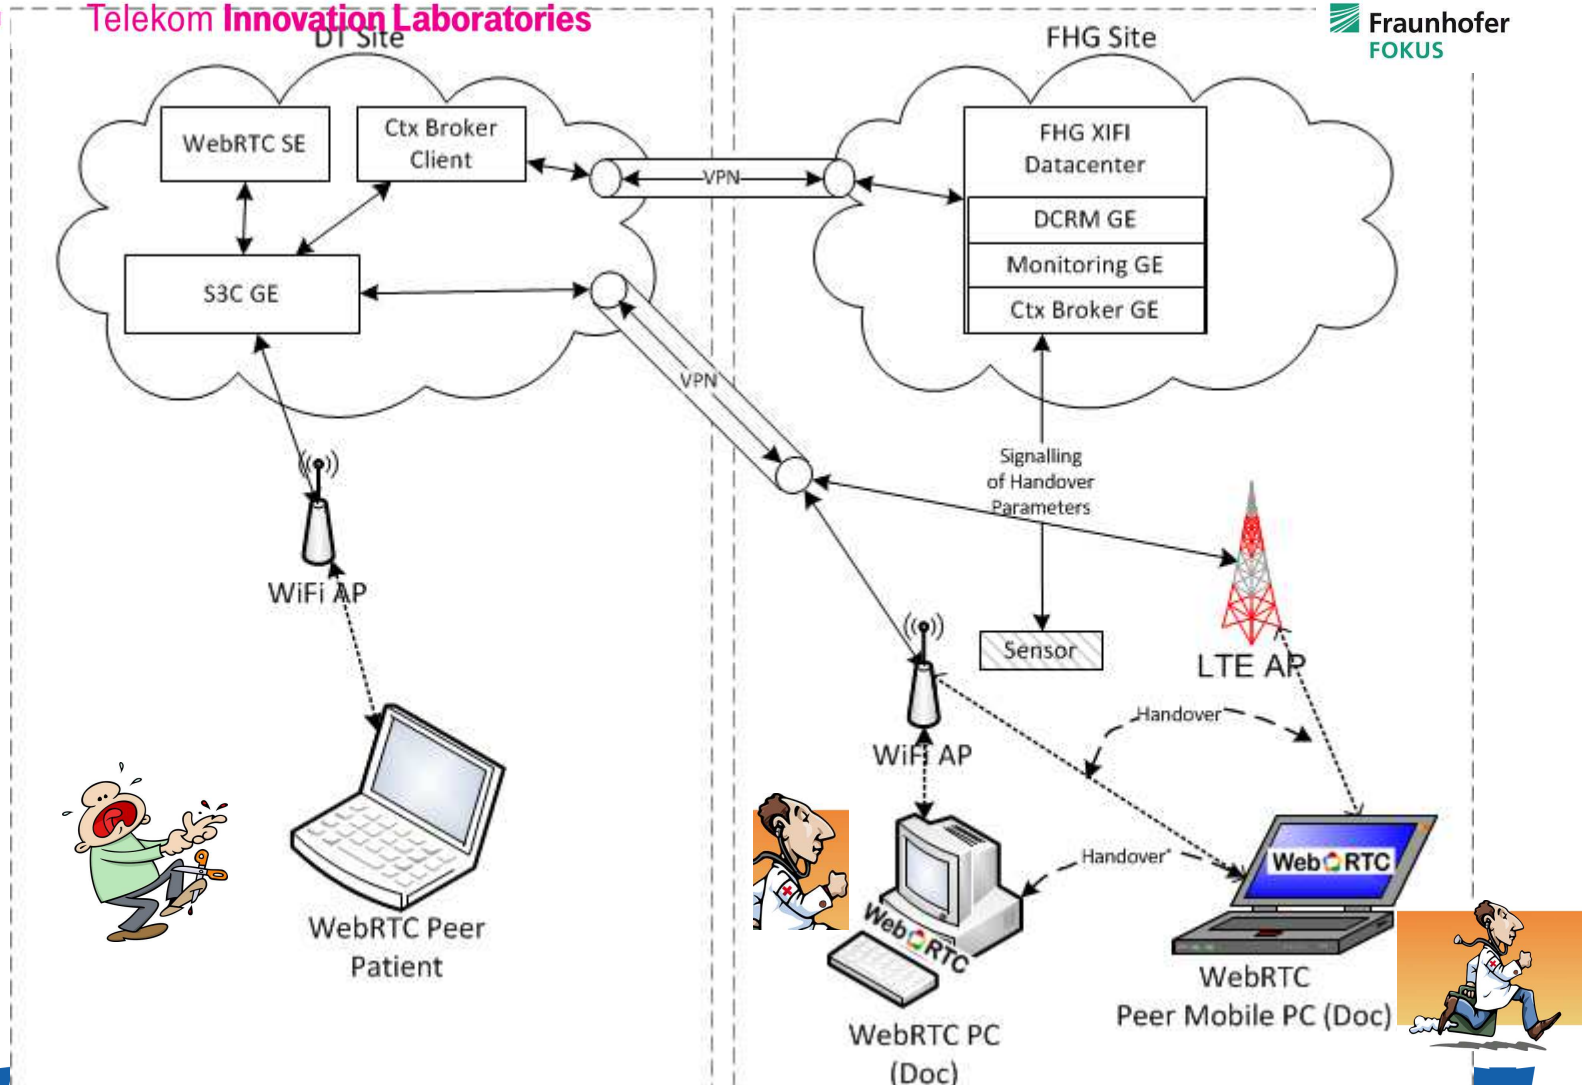 Telekom Innovation Laboratories
DT Site
FHG Site
Fraunhofer
FOKUS
WebRTC SE
Ctx Broker
Client
S3C GE
VPN
FHG XIFI
Datacenter
DCRM GE
Monitoring GE
Ctx Broker GE
VPN
Signalling
of Handover
Parameters
WiFi AP
Sensor
LTE AP
Handover
WiFi AP
Handover
WebRTC
WebRTC
WebRTC Peer
Patient
WebRTC
Peer Mobile PC (Doc)
WebRTC PC
(Doc)